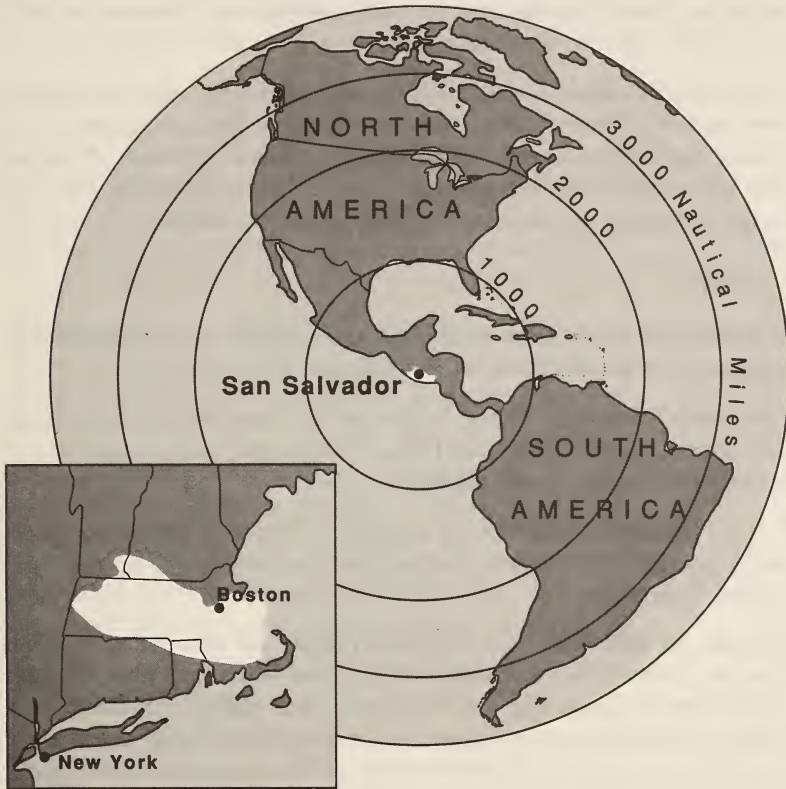 NORTH
AMERICA
3000 Nautical Miles
2000
1000
San Salvador
SOUTH
AMERICA
Boston
New York